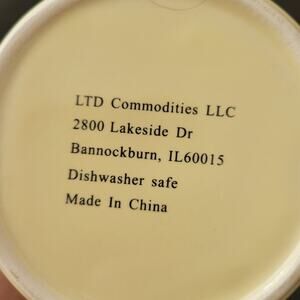 LTD Commodities LLC
2800 Lakeside Dr
Bannockburn, IL60015
Dishwasher safe
Made In China